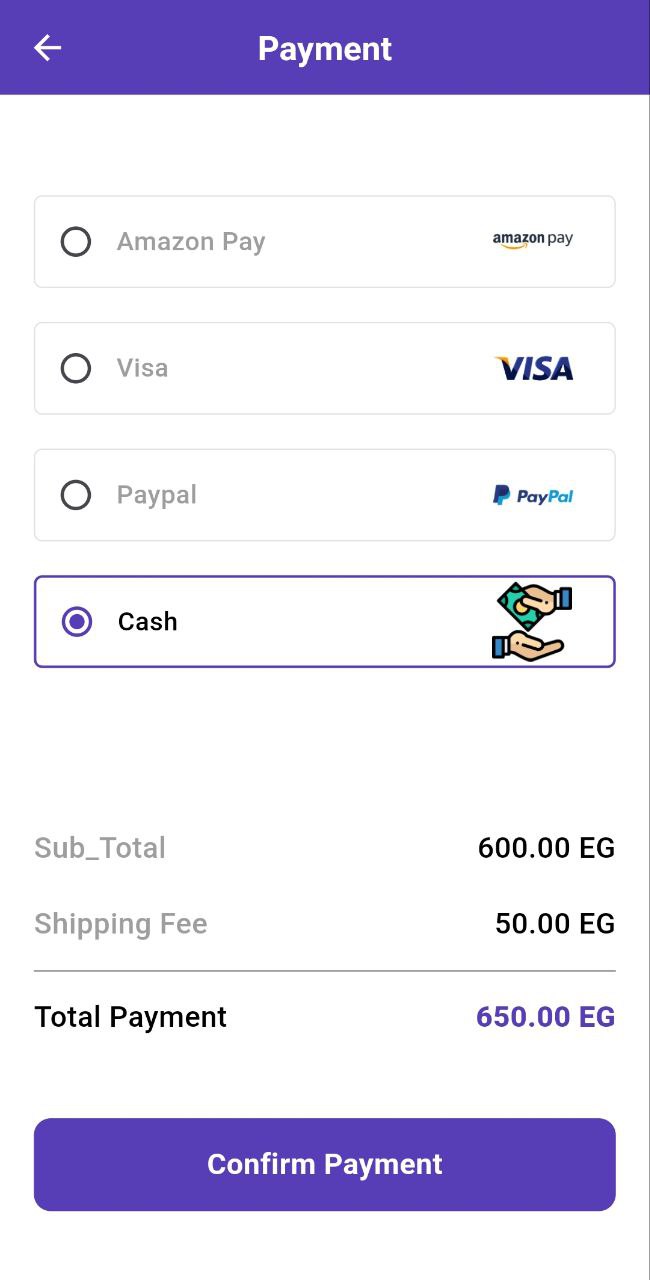 Payment
Amazon Pay amazon pay
Visa VISA
Paypal PayPal
Cash
Sub_Total 600.00 EG
Shipping Fee 50.00 EG
Total Payment 650.00 EG
Confirm Payment